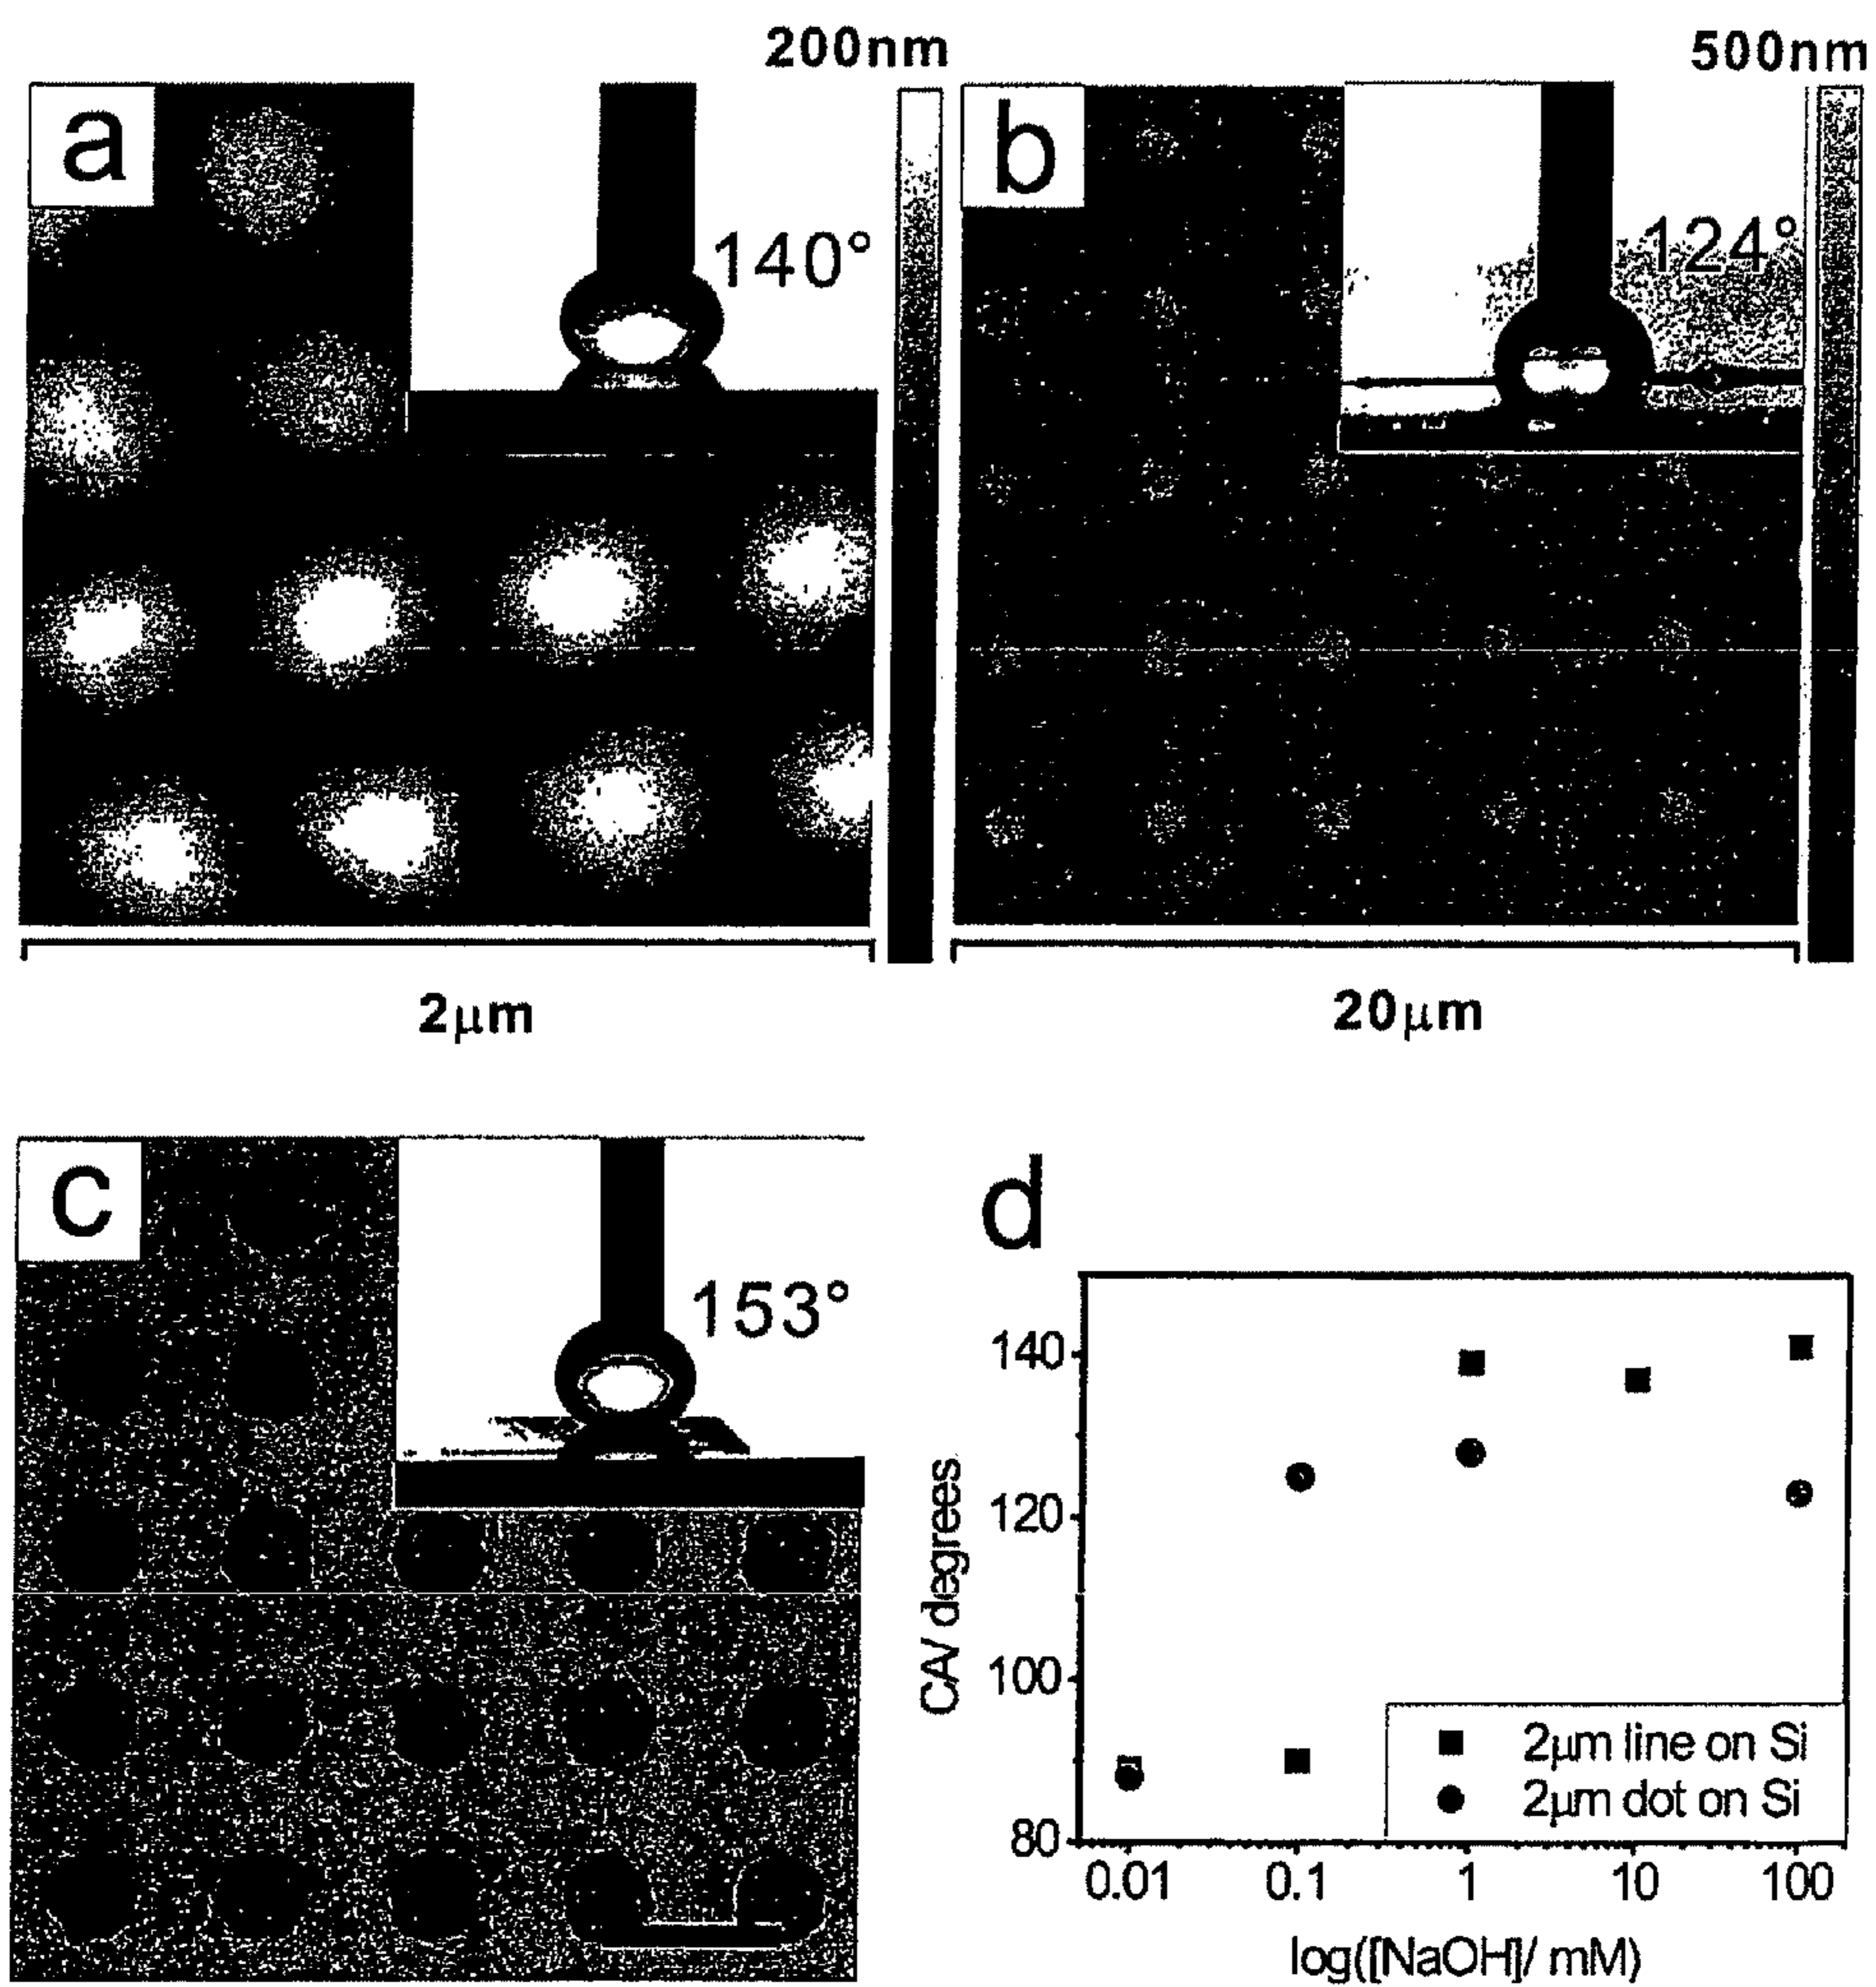 200nm
500nm
a
b
140°
124°
2μm
20μm
c
153°
d
140
120
100
80
CA/ degrees
2μm line on Si
2μm dot on Si
0.01 0.1 1 10 100
log([NaOH]/ mM)